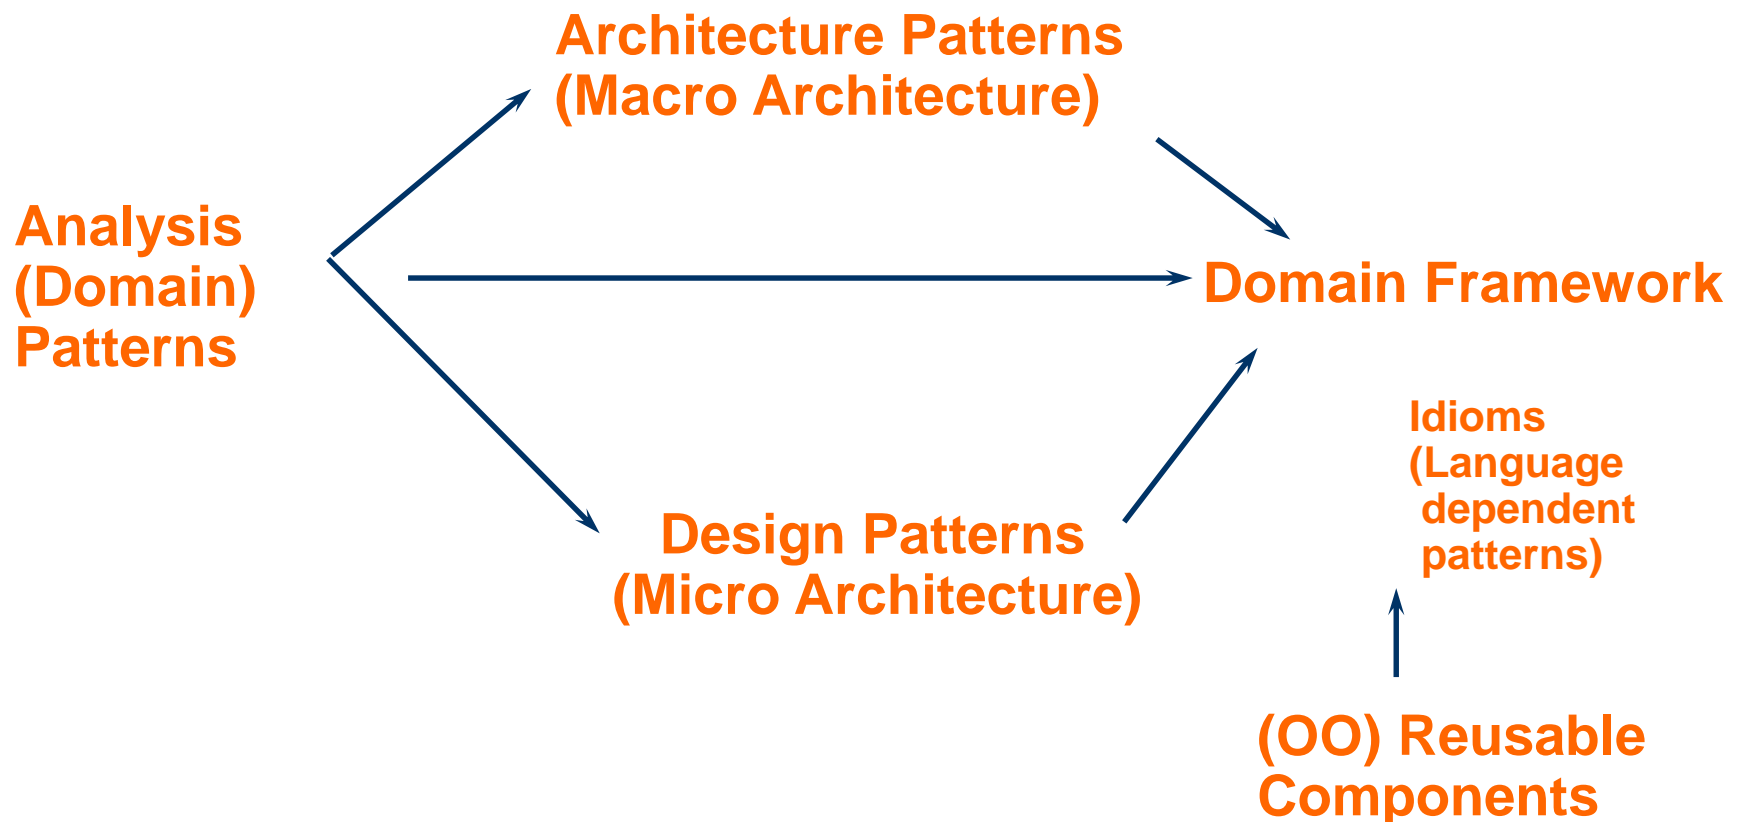 Architecture Patterns
(Macro Architecture)
Analysis
(Domain)
Patterns
Domain Framework
Idioms
(Language
dependent
patterns)
Design Patterns
(Micro Architecture)
(OO) Reusable
Components